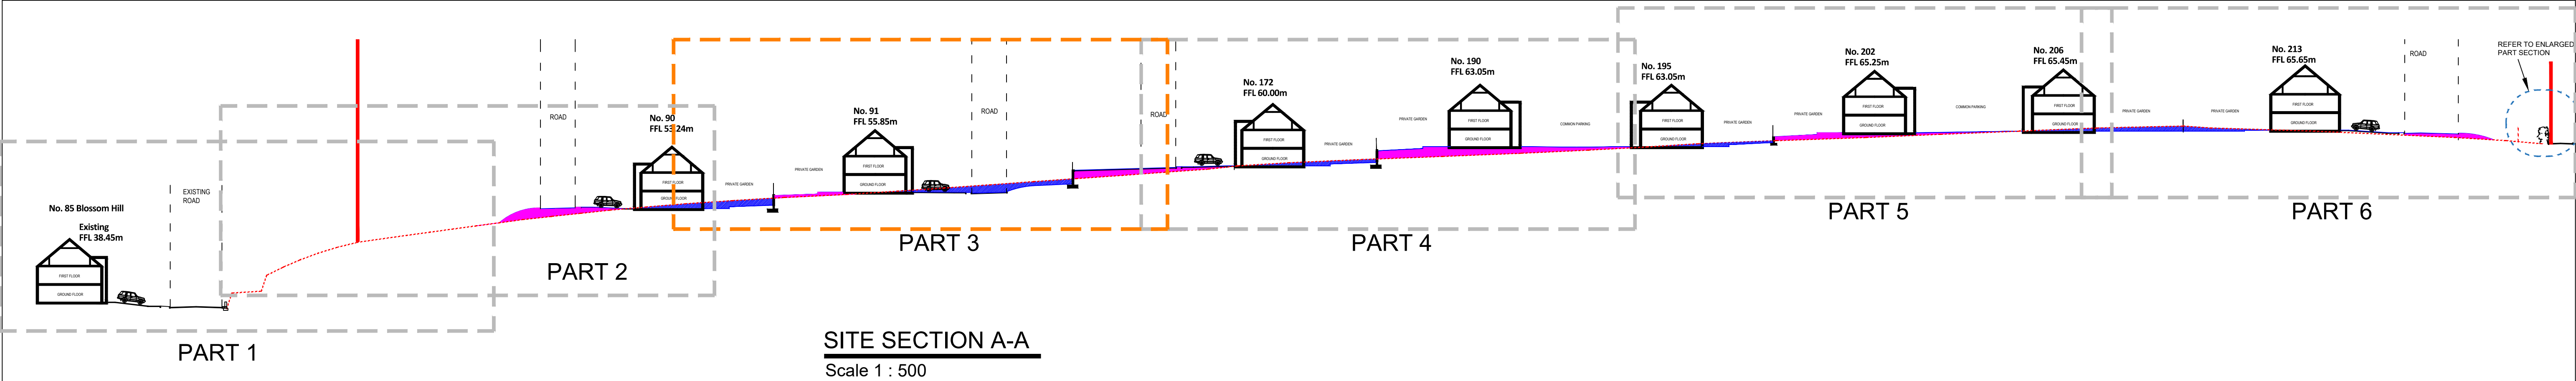 No. 85 Blossom Hill
Existing
FFL 38.45m
FIRST FLOOR
GROUND FLOOR
EXISTING
ROAD
PART 1
ROAD
No. 90
FFL 53.24m
FIRST FLOOR
GROUND FLOOR
PART 2
PRIVATE GARDEN
PRIVATE GARDEN
No. 91
FFL 55.85m
FIRST FLOOR
GROUND FLOOR
ROAD
PART 3
ROAD
No. 172
FFL 60.00m
FIRST FLOOR
GROUND FLOOR
PRIVATE GARDEN
PRIVATE GARDEN
No. 190
FFL 63.05m
FIRST FLOOR
GROUND FLOOR
COMMON PARKING
PART 4
No. 195
FFL 63.05m
FIRST FLOOR
GROUND FLOOR
PRIVATE GARDEN
PRIVATE GARDEN
No. 202
FFL 65.25m
FIRST FLOOR
GROUND FLOOR
COMMON PARKING
PART 5
No. 206
FFL 65.45m
FIRST FLOOR
GROUND FLOOR
PRIVATE GARDEN
PRIVATE GARDEN
No. 213
FFL 65.65m
FIRST FLOOR
GROUND FLOOR
ROAD
REFER TO ENLARGED
PART SECTION
PART 6
SITE SECTION A-A
Scale 1 : 500